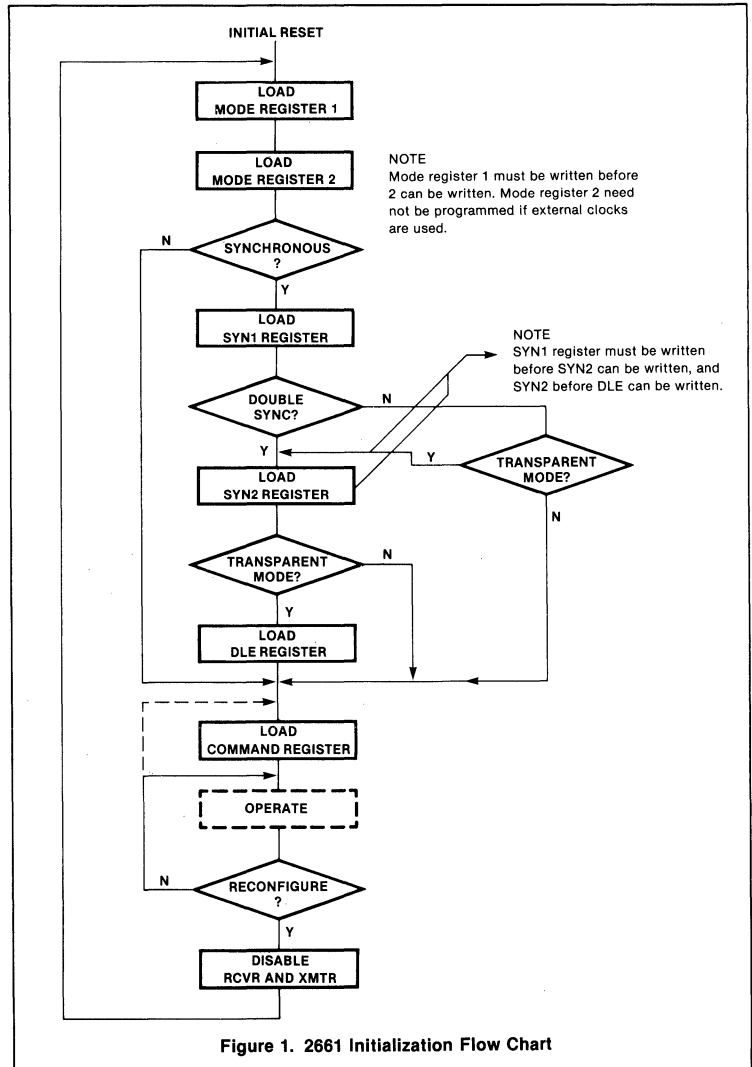 INITIAL RESET
LOAD
MODE REGISTER 1
LOAD
MODE REGISTER 2
NOTE
Mode register 1 must be written before
2 can be written. Mode register 2 need
not be programmed if external clocks
are used.
N
SYNCHRONOUS
?
Y
LOAD
SYN1 REGISTER
NOTE
SYN1 register must be written
before SYN2 can be written, and
SYN2 before DLE can be written.
DOUBLE
SYNC?
N
Y
LOAD
SYN2 REGISTER
Y
TRANSPARENT
MODE?
N
TRANSPARENT
MODE?
N
Y
LOAD
DLE REGISTER
LOAD
COMMAND REGISTER
OPERATE
N
RECONFIGURE
?
Y
DISABLE
RCVR AND XMTR
Figure 1. 2661 Initialization Flow Chart